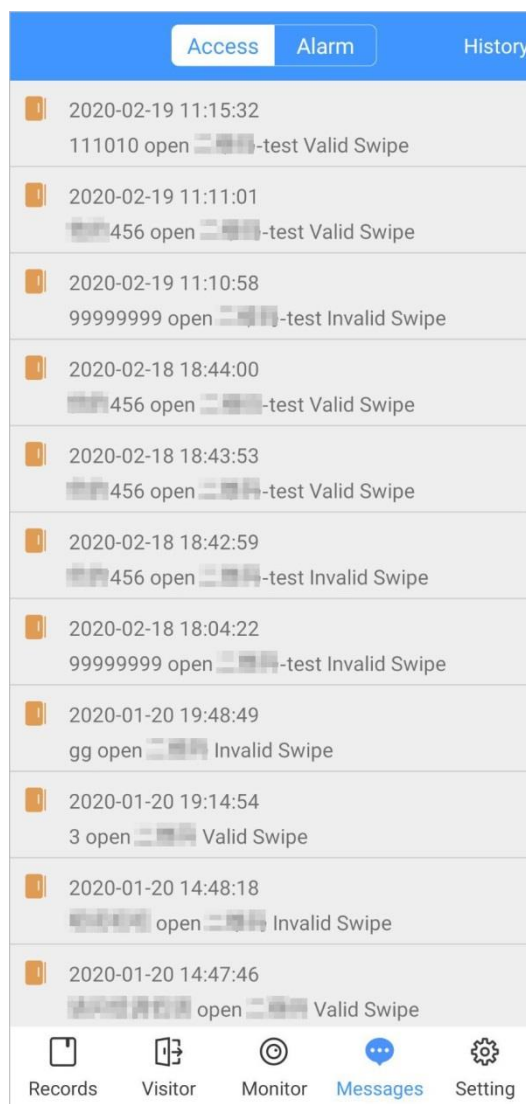 Access Alarm History
2020-02-19 11:15:32
111010 open -test Valid Swipe
2020-02-19 11:11:01
456 open -test Valid Swipe
2020-02-19 11:10:58
99999999 open -test Invalid Swipe
2020-02-18 18:44:00
456 open -test Valid Swipe
2020-02-18 18:43:53
456 open -test Valid Swipe
2020-02-18 18:42:59
456 open -test Invalid Swipe
2020-02-18 18:04:22
99999999 open -test Invalid Swipe
2020-01-20 19:48:49
gg open Invalid Swipe
2020-01-20 19:14:54
3 open Valid Swipe
2020-01-20 14:48:18
open Invalid Swipe
2020-01-20 14:47:46
open Valid Swipe
Records Visitor Monitor Messages Setting